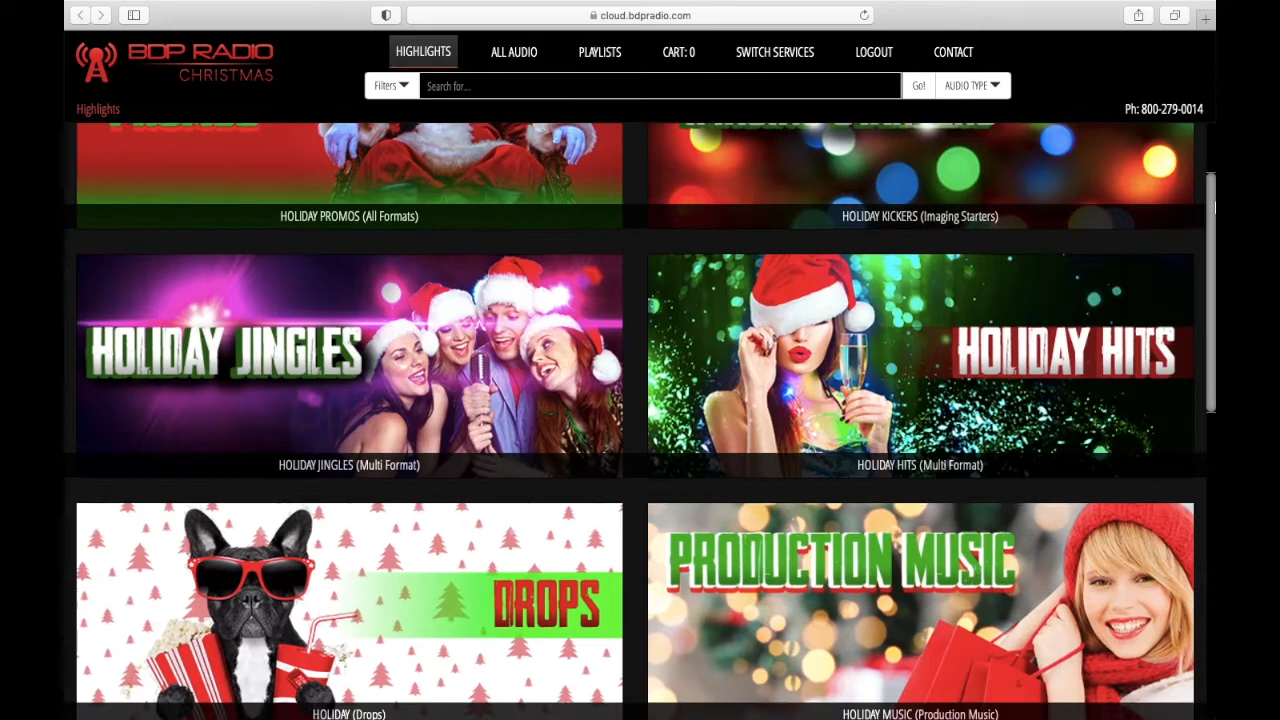 cloud.bdpradio.com
BDP RADIO
CHRISTMAS
HIGHLIGHTS
ALL AUDIO
PLAYLISTS
CART: 0
SWITCH SERVICES
LOGOUT
CONTACT
Filters
Search for...
Go!
AUDIO TYPE
Highlights
Ph: 800-279-0014
HOLIDAY PROMOS (All Formats)
HOLIDAY KICKERS (Imaging Starters)
HOLIDAY JINGLES
HOLIDAY HITS
HOLIDAY JINGLES (Multi Format)
HOLIDAY HITS (Multi Format)
DROPS
PRODUCTION MUSIC
HOLIDAY (Drops)
HOLIDAY MUSIC (Production Music)